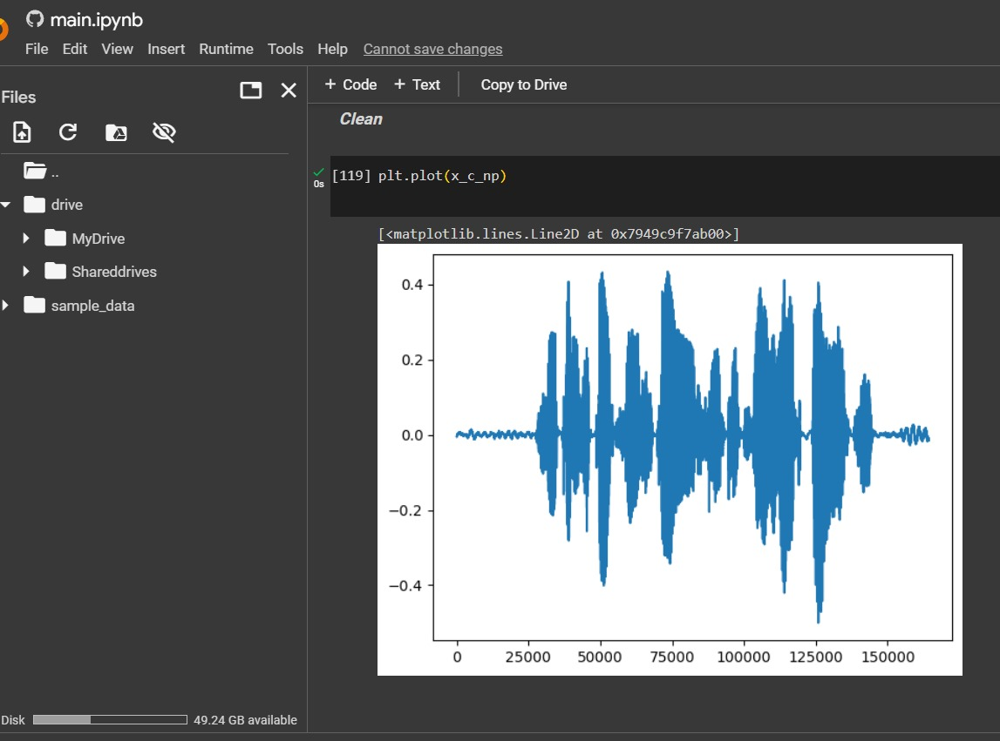 main.ipynb
File Edit View Insert Runtime Tools Help Cannot save changes
Files
+ Code + Text Copy to Drive
Clean
..
drive
MyDrive
Shareddrives
sample_data
0s
[119] plt.plot(x_c_np)
[<matplotlib.lines.Line2D at 0x7949c9f7ab00>]
0.4
0.2
0.0
−0.2
−0.4
0 25000 50000 75000 100000 125000 150000
Disk 49.24 GB available